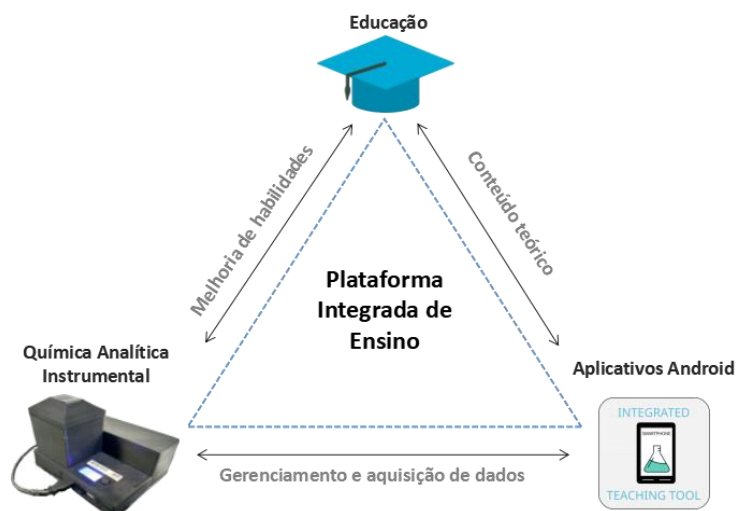 Educação
Melhoria de habilidades
Conteúdo teórico
Plataforma
Integrada de
Ensino
Química Analítica
Instrumental
Aplicativos Android
INTEGRATED
SMARTPHONE
TEACHING TOOL
Gerenciamento e aquisição de dados